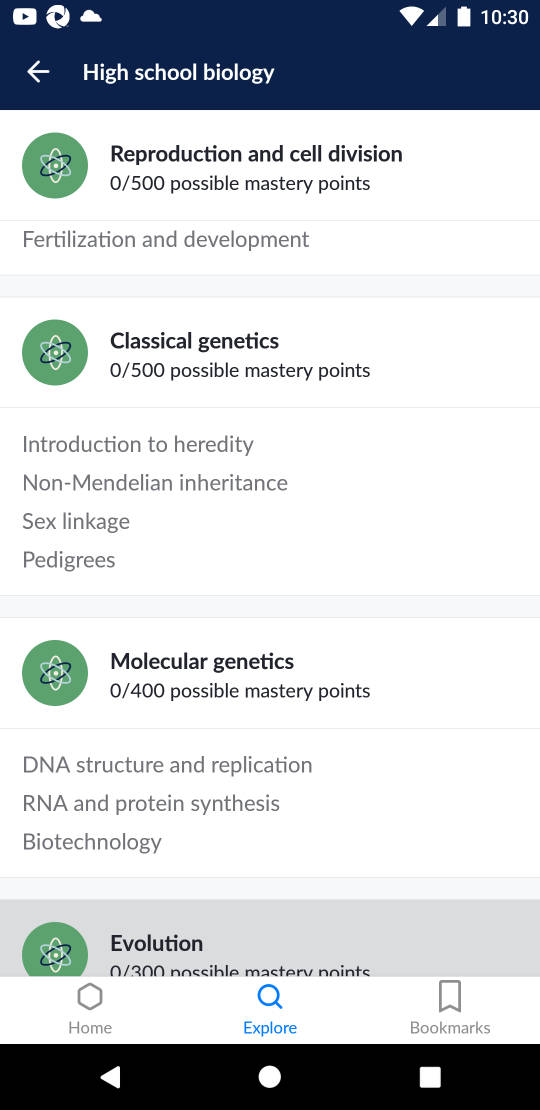 10:30
High school biology
Reproduction and cell division
0/500 possible mastery points
Fertilization and development
Classical genetics
0/500 possible mastery points
Introduction to heredity
Non-Mendelian inheritance
Sex linkage
Pedigrees
Molecular genetics
0/400 possible mastery points
DNA structure and replication
RNA and protein synthesis
Biotechnology
Evolution
0/300 possible mastery points
Home
Explore
Bookmarks